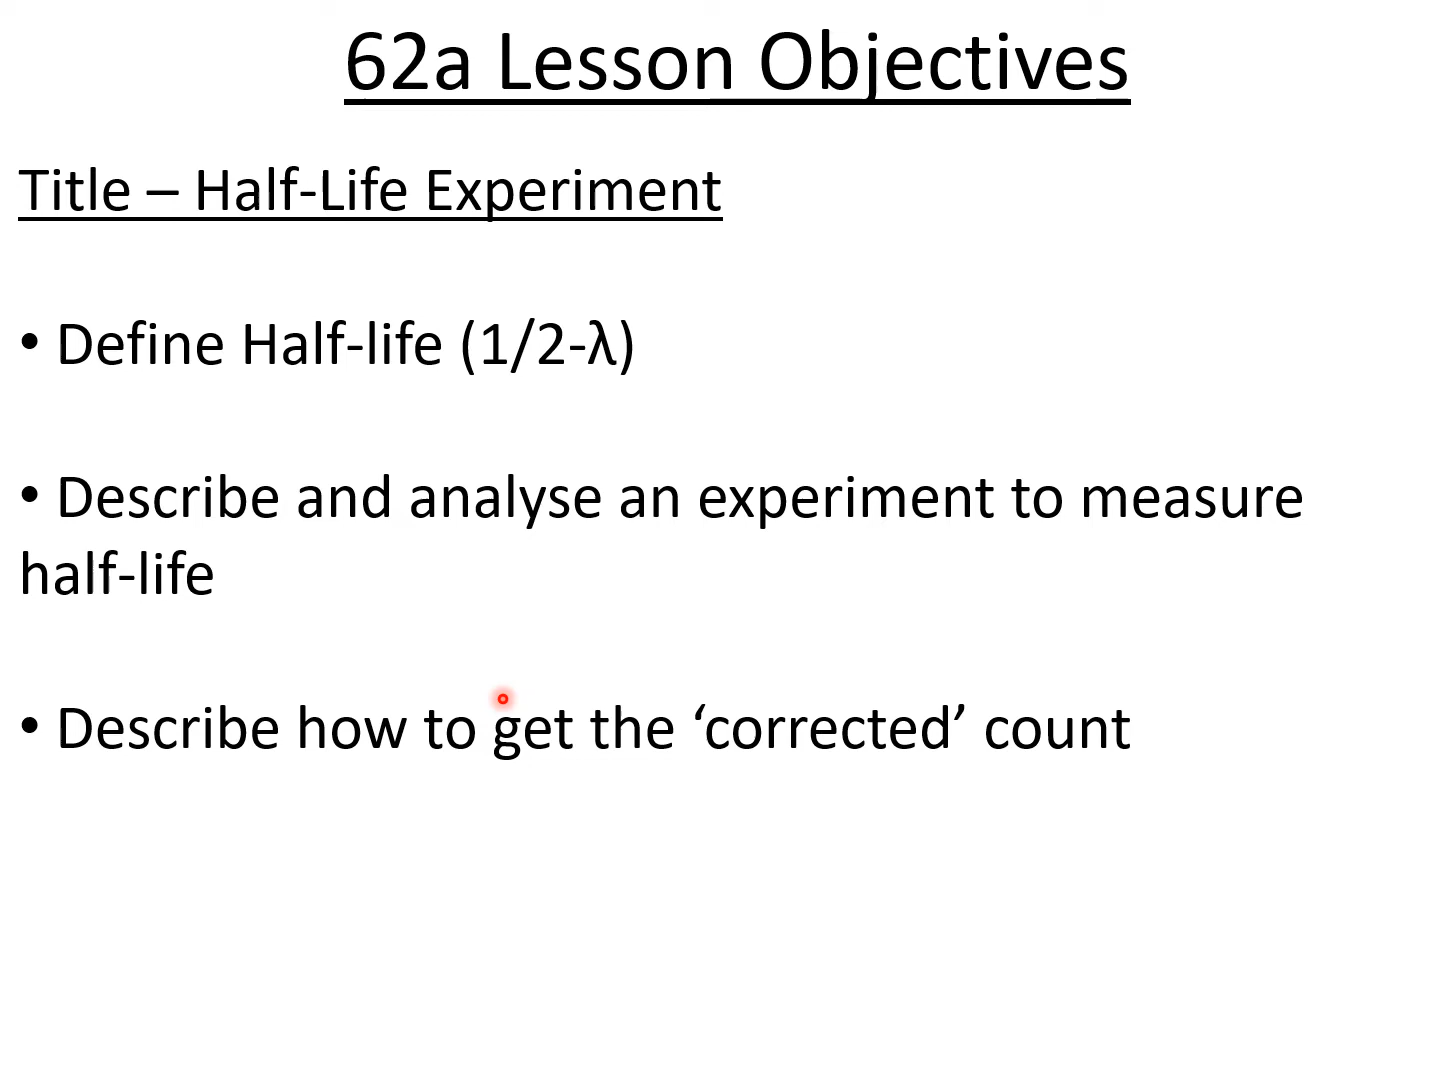 62a Lesson Objectives
Title – Half-Life Experiment
• Define Half-life (1/2-λ)
• Describe and analyse an experiment to measure
half-life
• Describe how to get the ‘corrected’ count